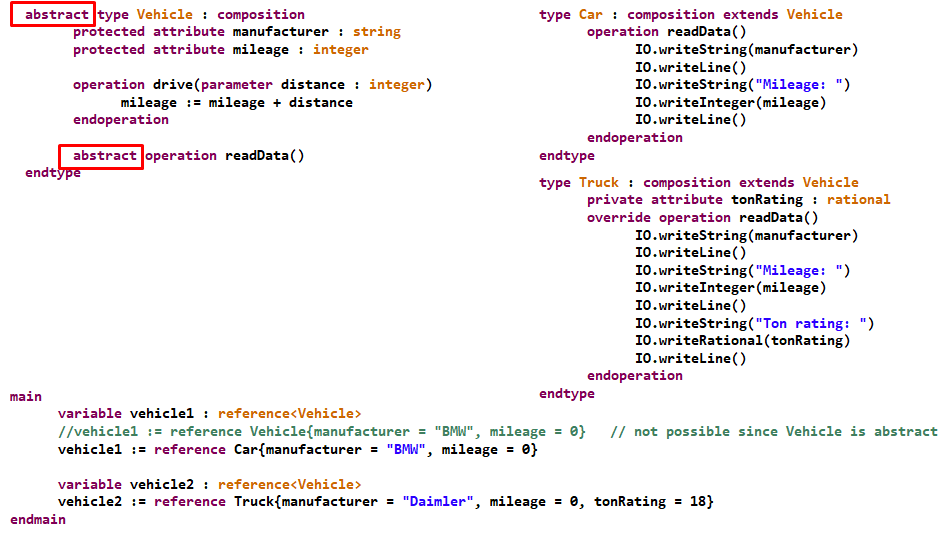 abstract type Vehicle : composition
protected attribute manufacturer : string
protected attribute mileage : integer
operation drive(parameter distance : integer)
mileage := mileage + distance
endoperation
abstract operation readData()
endtype
type Car : composition extends Vehicle
operation readData()
IO.writeString(manufacturer)
IO.writeLine()
IO.writeString("Mileage: ")
IO.writeInteger(mileage)
IO.writeLine()
endoperation
endtype
type Truck : composition extends Vehicle
private attribute tonRating : rational
override operation readData()
IO.writeString(manufacturer)
IO.writeLine()
IO.writeString("Mileage: ")
IO.writeInteger(mileage)
IO.writeLine()
IO.writeString("Ton rating: ")
IO.writeRational(tonRating)
IO.writeLine()
endoperation
endtype
main
variable vehicle1 : reference<Vehicle>
//vehicle1 := reference Vehicle{manufacturer = "BMW", mileage = 0} // not possible since Vehicle is abstract
vehicle1 := reference Car{manufacturer = "BMW", mileage = 0}
variable vehicle2 : reference<Vehicle>
vehicle2 := reference Truck{manufacturer = "Daimler", mileage = 0, tonRating = 18}
endmain